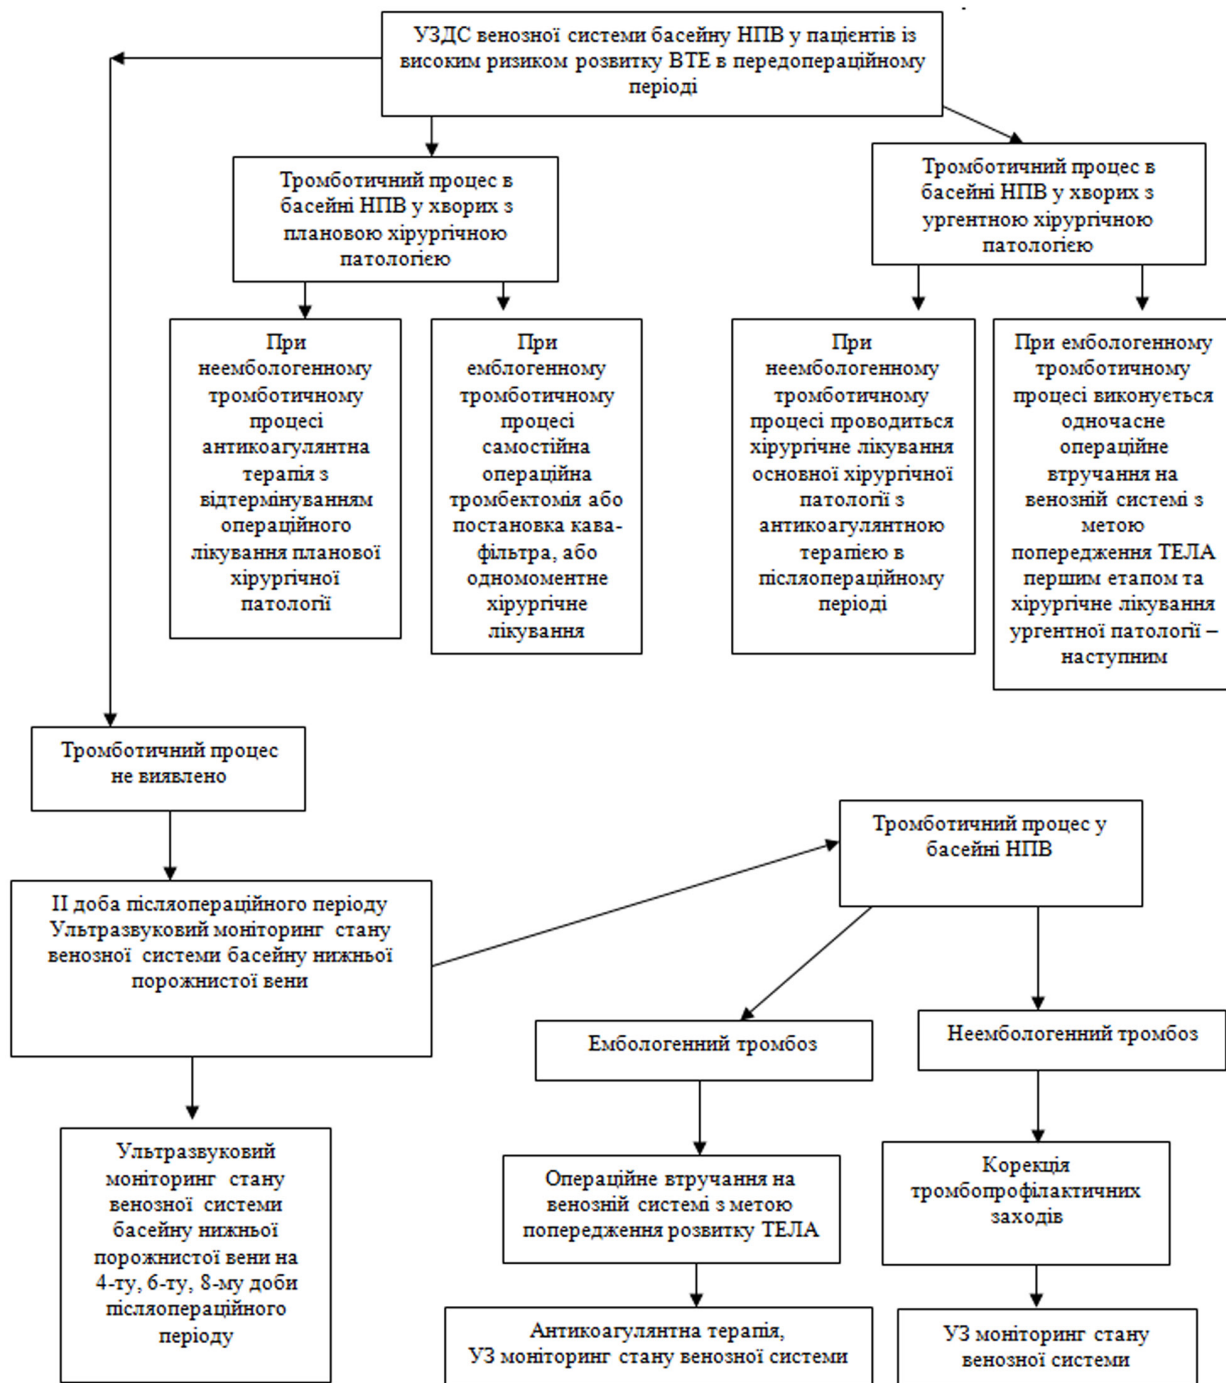 УЗДС венозної системи басейну НПВ у пацієнтів із
високим ризиком розвитку ВТЕ в передопераційному
періоді
Тромботичний процес в
басейні НПВ у хворих з
плановою хірургічною
патологією
Тромботичний процес в
басейні НПВ у хворих з
ургентною хірургічною
патологією
При
неембологенному
тромботичному
процесі
антикоагулянтна
терапія з
відтермінуванням
операційного
лікування планової
хірургічної
патології
При
емблогенному
тромботичному
процесі
самостійна
операційна
тромбектомія або
постановка кава-
фільтра, або
одномоментне
хірургічне
лікування
При
неембологенному
тромботичному
процесі проводиться
хірургічне лікування
основної хірургічної
патології з
антикоагулянтною
терапією в
післяопераційному
періоді
При ембологенному
тромботичному
процесі виконується
одночасне
операційне
втручання на
венозній системі з
метою
попередження ТЕЛА
першим етапом та
хірургічне лікування
ургентної патології –
наступним
Тромботичний процес
не виявлено
Тромботичний процес у
басейні НПВ
ІІ доба післяопераційного періоду
Ультразвуковий моніторинг стану
венозної системи басейну нижньої
порожнистої вени
Ембологенний тромбоз
Неембологенний тромбоз
Ультразвуковий
моніторинг стану
венозної системи
басейну нижньої
порожнистої вени на
4-ту, 6-ту, 8-му доби
післяопераційного
періоду
Операційне втручання на
венозній системі з метою
попередження розвитку ТЕЛА
Корекція
тромбопрофілактичних
заходів
Антикоагулянтна терапія,
УЗ моніторинг стану венозної системи
УЗ моніторинг стану
венозної системи